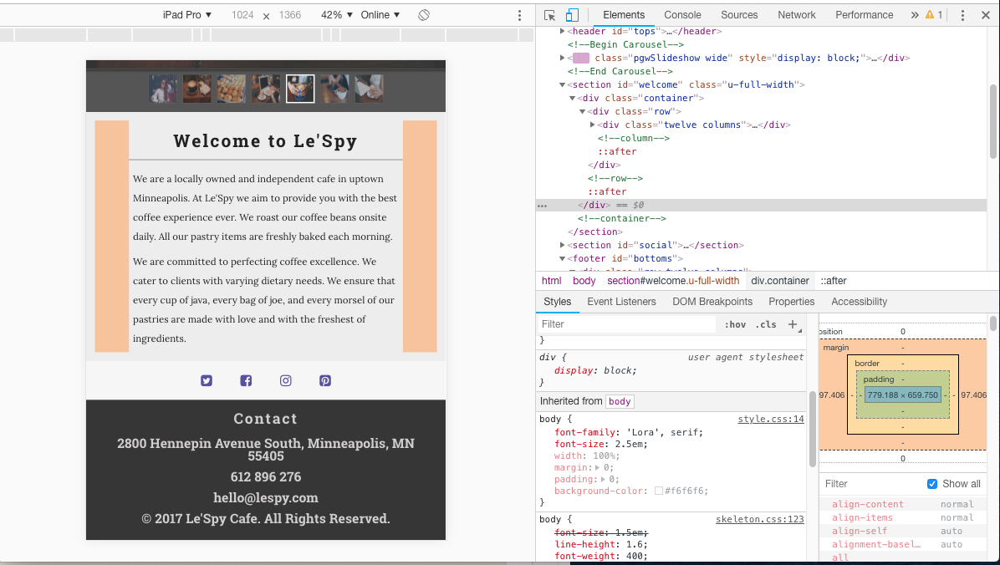 iPad Pro ▼ 1024 × 1366 42% ▼ Online ▼
Welcome to Le'Spy
We are a locally owned and independent cafe in uptown
Minneapolis. At Le'Spy we aim to provide you with the best
coffee experience ever. We roast our coffee beans onsite
daily. All our pastry items are freshly baked each morning.
We are committed to perfecting coffee excellence. We
cater to clients with varying dietary needs. We ensure that
every cup of java, every bag of joe, and every morsel of our
pastries are made with love and with the freshest of
ingredients.
Contact
2800 Hennepin Avenue South, Minneapolis, MN
55405
612 896 276
hello@lespy.com
© 2017 Le'Spy Cafe. All Rights Reserved.
Elements Console Sources Network Performance » 1
<header id="tops">…</header>
<!--Begin Carousel-->
< class="pgwSlideshow wide" style="display: block;">…</div>
<!--End Carousel-->
<section id="welcome" class="u-full-width">
<div class="container">
<div class="row">
<div class="twelve columns">…</div>
<!--column-->
::after
</div>
<!--row-->
::after
</div> == $0
<!--container-->
</section>
<section id="social">…</section>
<footer id="bottoms">
<div class="row twelve columns">
html body section#welcome.u-full-width div.container ::after
Styles Event Listeners DOM Breakpoints Properties Accessibility
Filter :hov .cls +
}
div { user agent stylesheet
display: block;
}
Inherited from body
body { style.css:14
font-family: 'Lora', serif;
font-size: 2.5em;
width: 100%;
margin: 0;
padding: 0;
background-color: #f6f6f6;
}
body { skeleton.css:123
font-size: 1.5em;
line-height: 1.6;
font-weight: 400;
osition 0
margin -
border -
padding -
97.406 - - 779.188 × 659.750 - - 97.406
-
-
-
0
Filter Show all
align-content normal
align-items normal
align-self auto
alignment-basel… auto
all